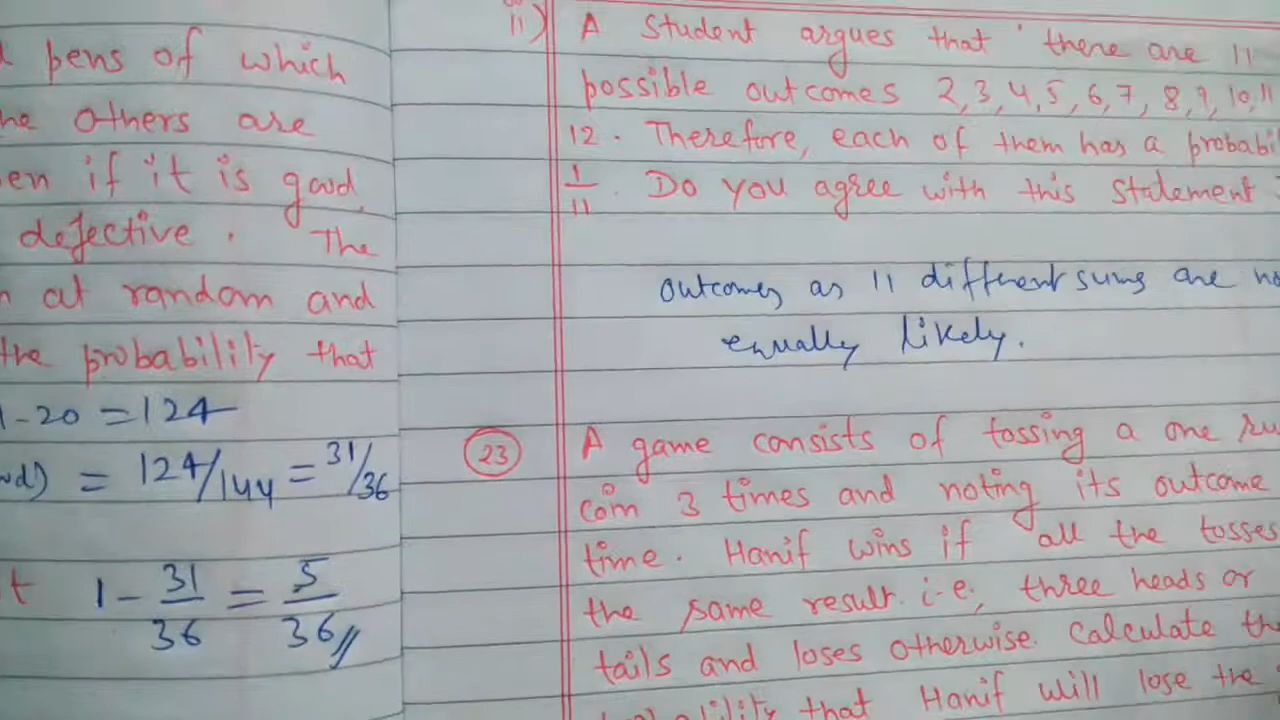 pens of which
he others are
en if it is good
defective. The
at random and
the probability that
-20 = 124
= 124/144 = 31/36
t 1 - 31/36 = 5/36 //
ii) A student argues that ' there are 11
possible outcomes 2, 3, 4, 5, 6, 7, 8, 9, 10, 11
12. Therefore, each of them has a probabi
1/11. Do you agree with this statement
outcomes as 11 different sums are no
equally likely.
23 A game consists of tossing a one ru
coin 3 times and noting its outcome
time. Hanif wins if all the tosses
the same result i.e, three heads or
tails and loses otherwise. Calculate th
ility that Hanif will lose the